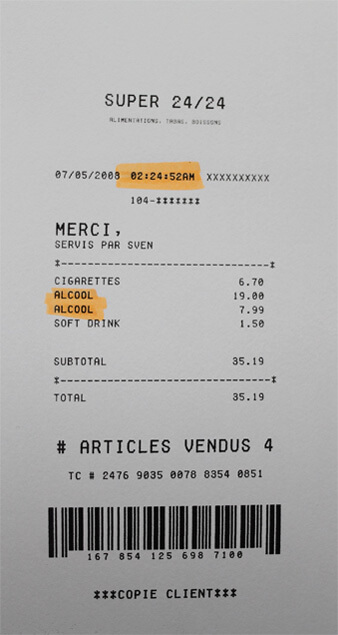 SUPER 24/24
ALIMENTATIONS, TABAS, BOISSONS
07/05/2008 02:24:52AM XXXXXXXXXX
104-*******
MERCI,
SERVIS PAR SVEN
*--------------------------------*
CIGARETTES 6.70
ALCOOL 19.00
ALCOOL 7.99
SOFT DRINK 1.50
SUBTOTAL 35.19
*--------------------------------*
TOTAL 35.19
# ARTICLES VENDUS 4
TC # 2476 9035 0078 8354 0851
167 854 125 698 7100
***COPIE CLIENT***